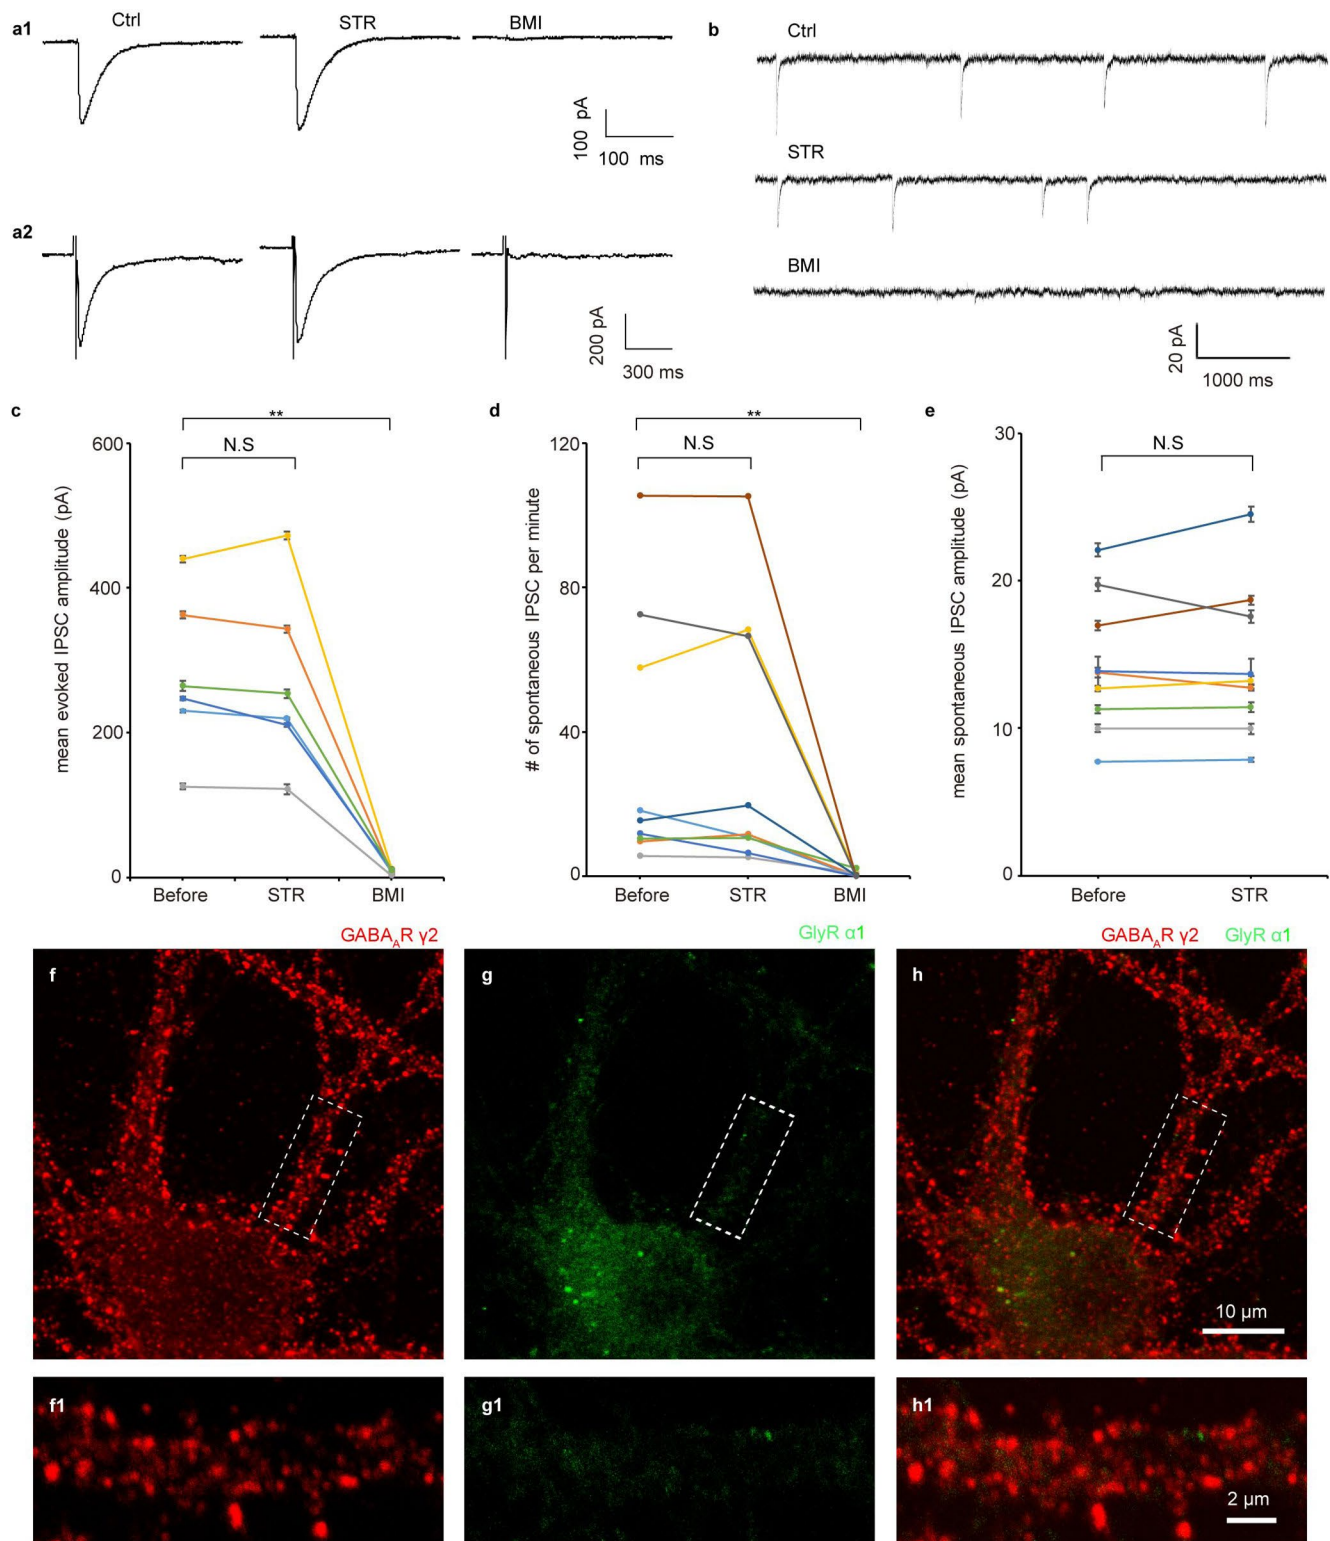 a1 Ctrl STR BMI
100 pA
100 ms
a2
200 pA
300 ms
b Ctrl
STR
BMI
20 pA
1000 ms
c
**
N.S
mean evoked IPSC amplitude (pA)
600
400
200
0
Before STR BMI
d
**
N.S
# of spontaneous IPSC per minute
120
80
40
0
Before STR BMI
e
N.S
mean spontaneous IPSC amplitude (pA)
30
20
10
0
Before STR
GABA_AR γ2
GlyR α1
GABA_AR γ2 GlyR α1
f
g
h
10 μm
f1
g1
h1
2 μm